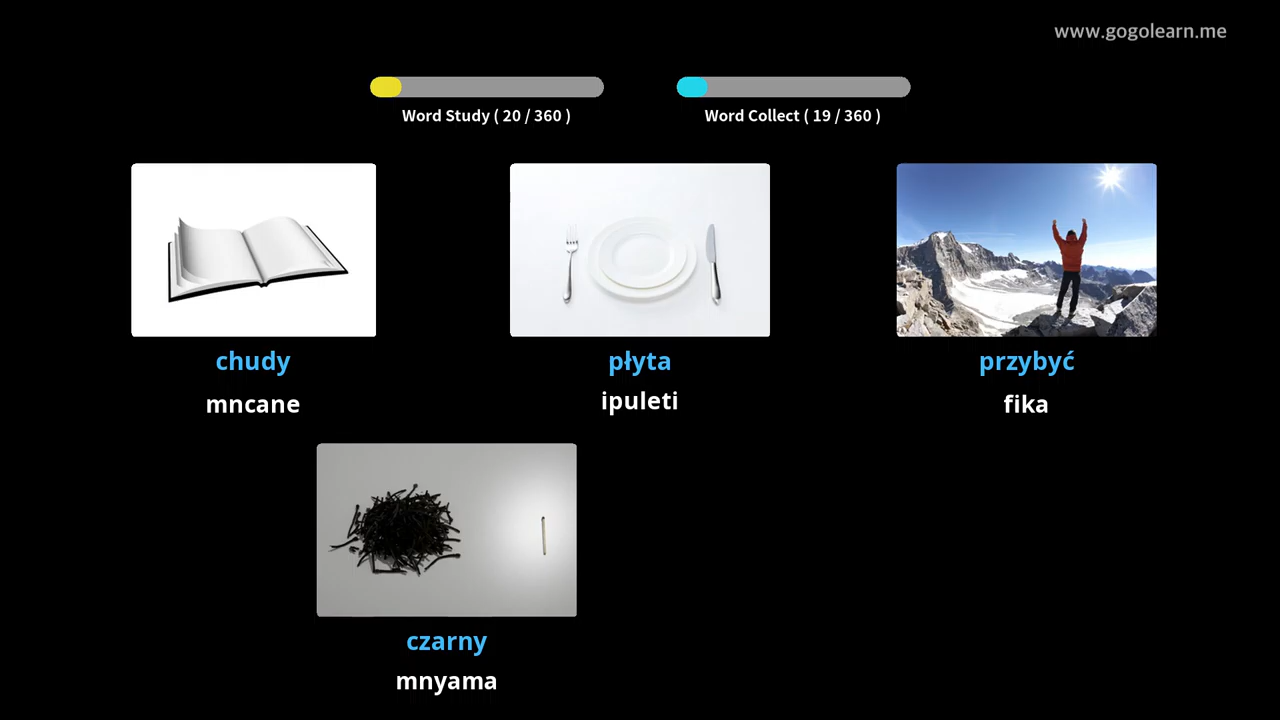 www.gogolearn.me
Word Study ( 20 / 360 )
Word Collect ( 19 / 360 )
chudy
mncane
płyta
ipuleti
przybyć
fika
czarny
mnyama